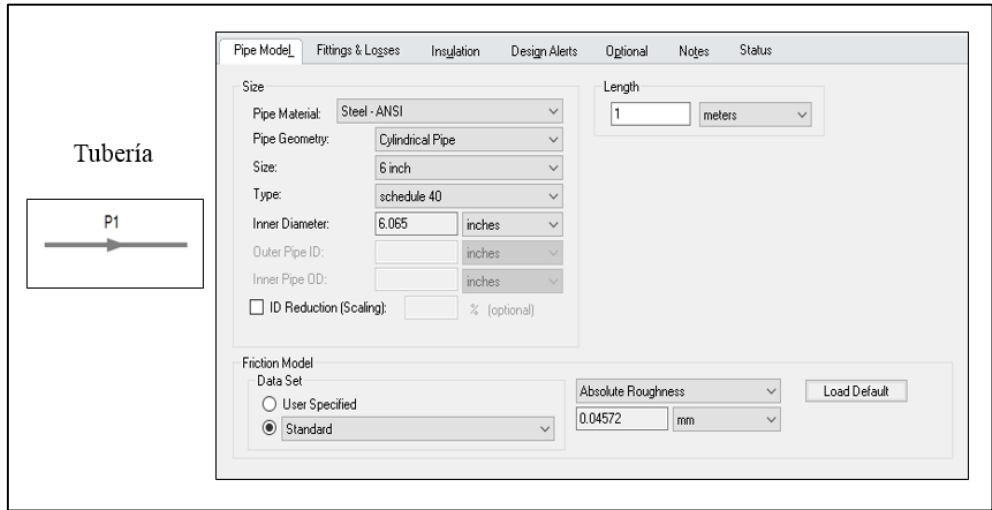 Tubería
P1
Pipe Model Fittings & Losses Insulation Design Alerts Optional Notes Status
Size
Pipe Material: Steel - ANSI
Pipe Geometry: Cylindrical Pipe
Size: 6 inch
Type: schedule 40
Inner Diameter: 6.065 inches
Outer Pipe ID: inches
Inner Pipe OD: inches
ID Reduction (Scaling): % (optional)
Length
1 meters
Friction Model
Data Set
User Specified
Standard
Absolute Roughness
0.04572 mm
Load Default